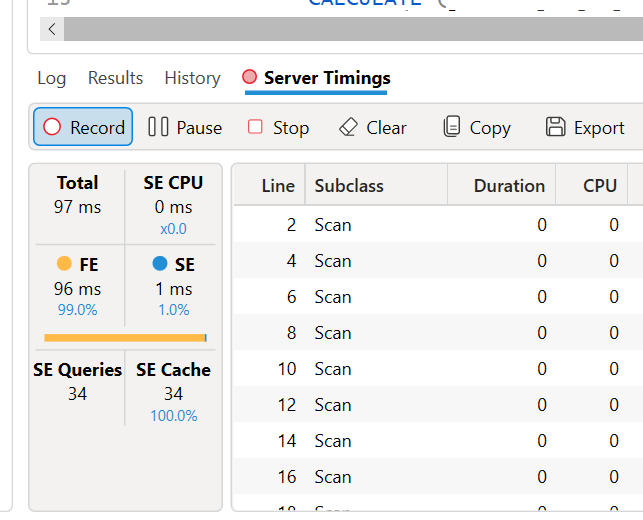 CALCULATE (
Log Results History Server Timings
Record Pause Stop Clear Copy Export
Total SE CPU
97 ms 0 ms
x0.0
FE SE
96 ms 1 ms
99.0% 1.0%
SE Queries SE Cache
34 34
100.0%
Line Subclass Duration CPU
2 Scan 0 0
4 Scan 0 0
6 Scan 0 0
8 Scan 0 0
10 Scan 0 0
12 Scan 0 0
14 Scan 0 0
16 Scan 0 0